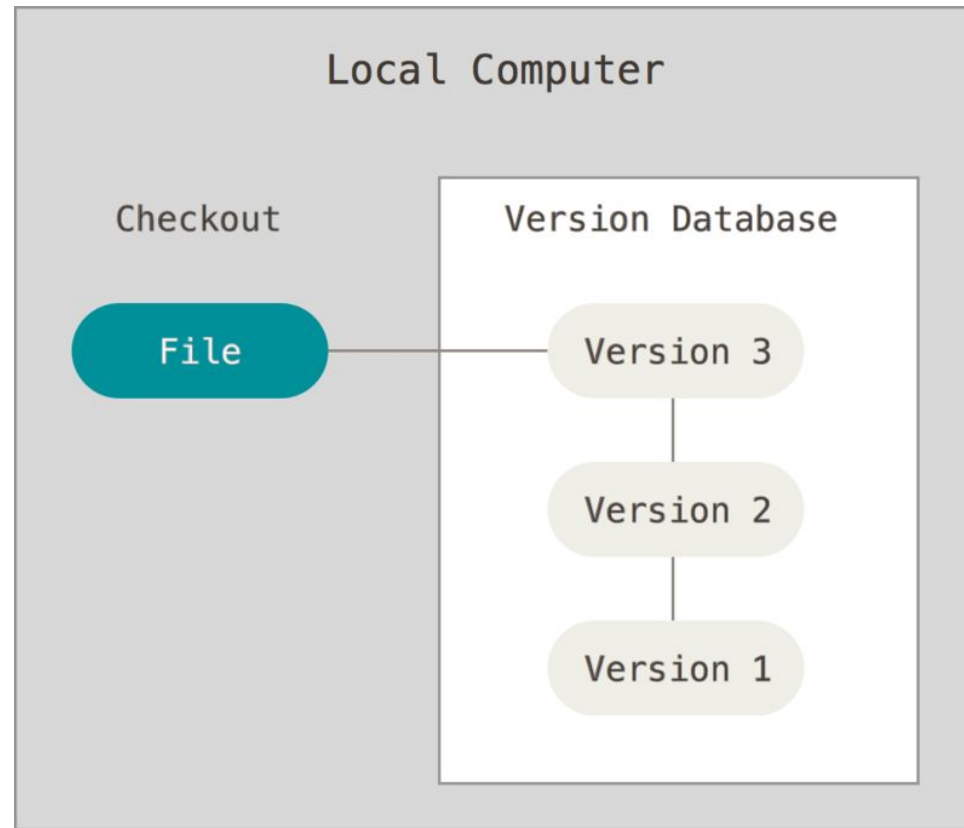 Local Computer
Checkout
Version Database
File
Version 3
Version 2
Version 1